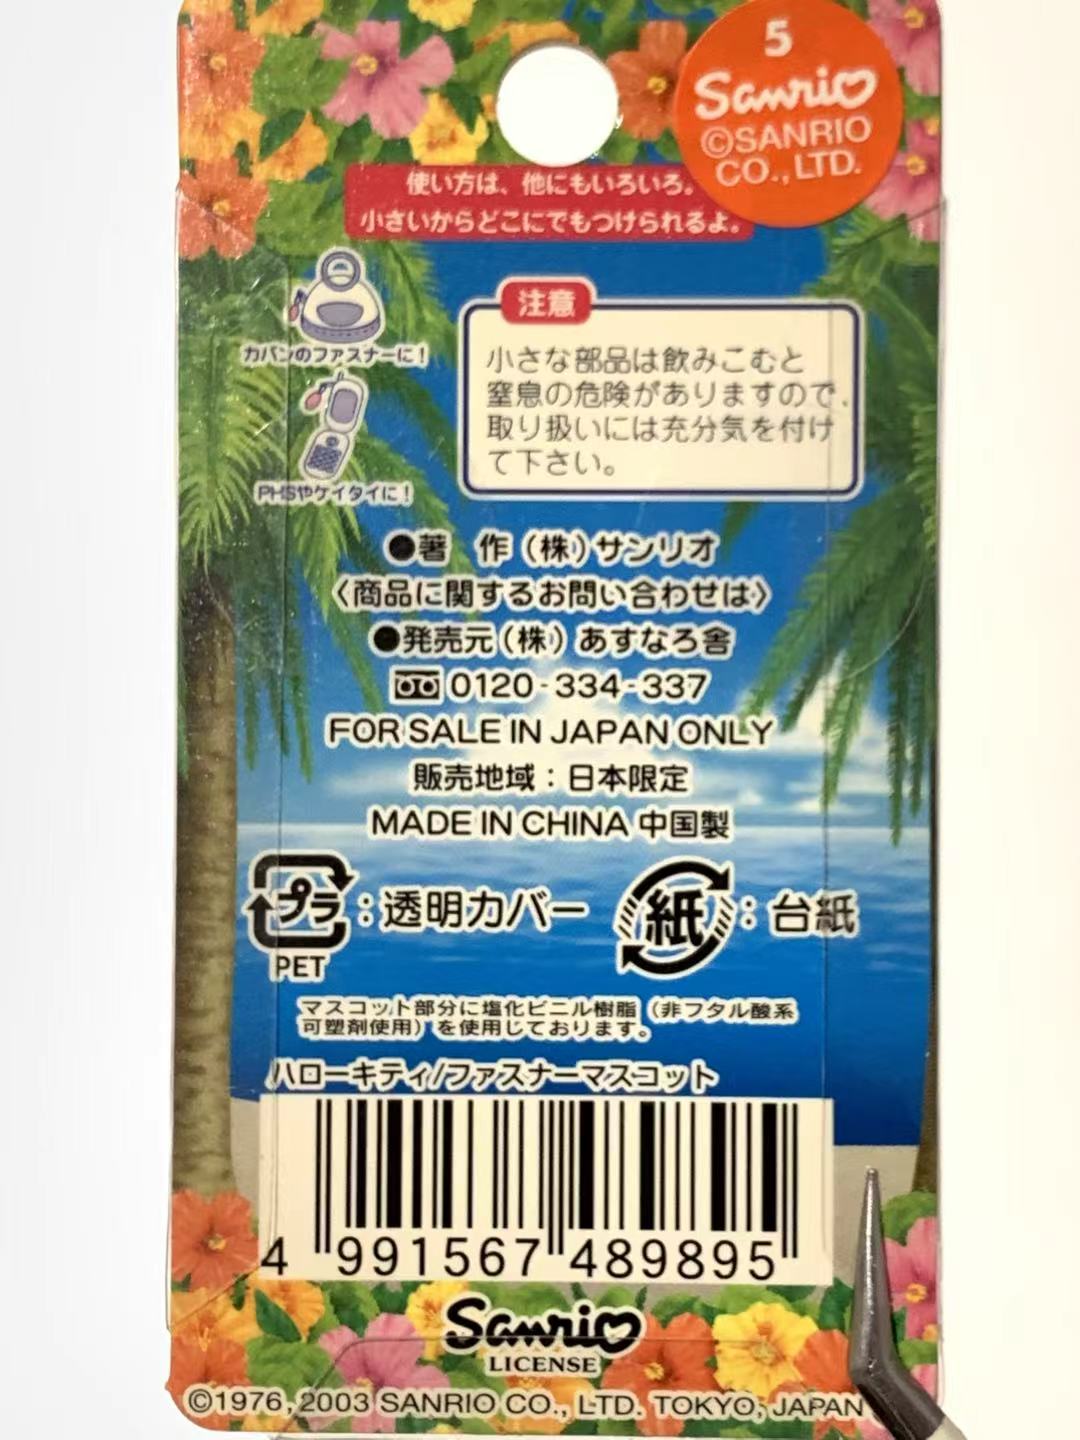 5
Sanrio
©SANRIO
CO., LTD.
使い方は、他にもいろいろ。
小さいからどこにでもつけられるよ。
カバンのファスナーに！
PHSやケイタイに！
注意
小さな部品は飲みこむと
窒息の危険がありますので、
取り扱いには充分気を付け
て下さい。
●著　作（株）サンリオ
〈商品に関するお問い合わせは〉
●発売元（株）あすなろ舎
0120-334-337
FOR SALE IN JAPAN ONLY
販売地域：日本限定
MADE IN CHINA 中国製
プラ：透明カバー 紙：台紙
PET
マスコット部分に塩化ビニル樹脂（非フタル酸系
可塑剤使用）を使用しております。
ハローキティ/ファスナーマスコット
4 991567 489895
Sanrio
LICENSE
©1976, 2003 SANRIO CO., LTD. TOKYO, JAPAN